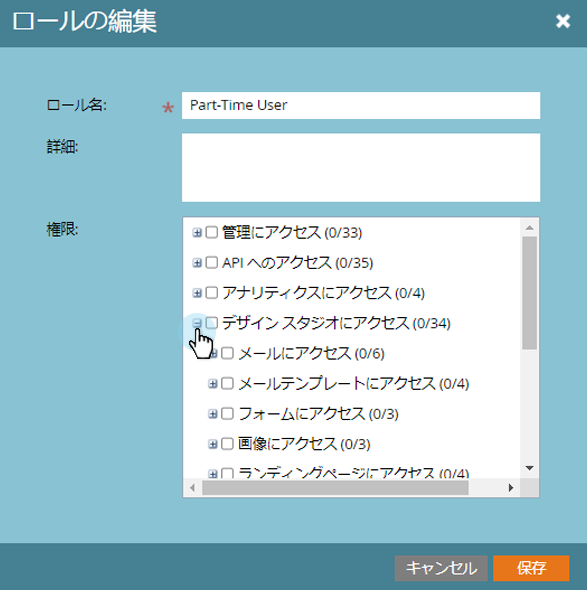 ロールの編集
ロール名: * Part-Time User
詳細:
権限:
管理にアクセス (0/33)
API へのアクセス (0/35)
アナリティクスにアクセス (0/4)
デザイン スタジオにアクセス (0/34)
メールにアクセス (0/6)
メールテンプレートにアクセス (0/4)
フォームにアクセス (0/3)
画像にアクセス (0/3)
ランディングページにアクセス (0/4)
キャンセル 保存